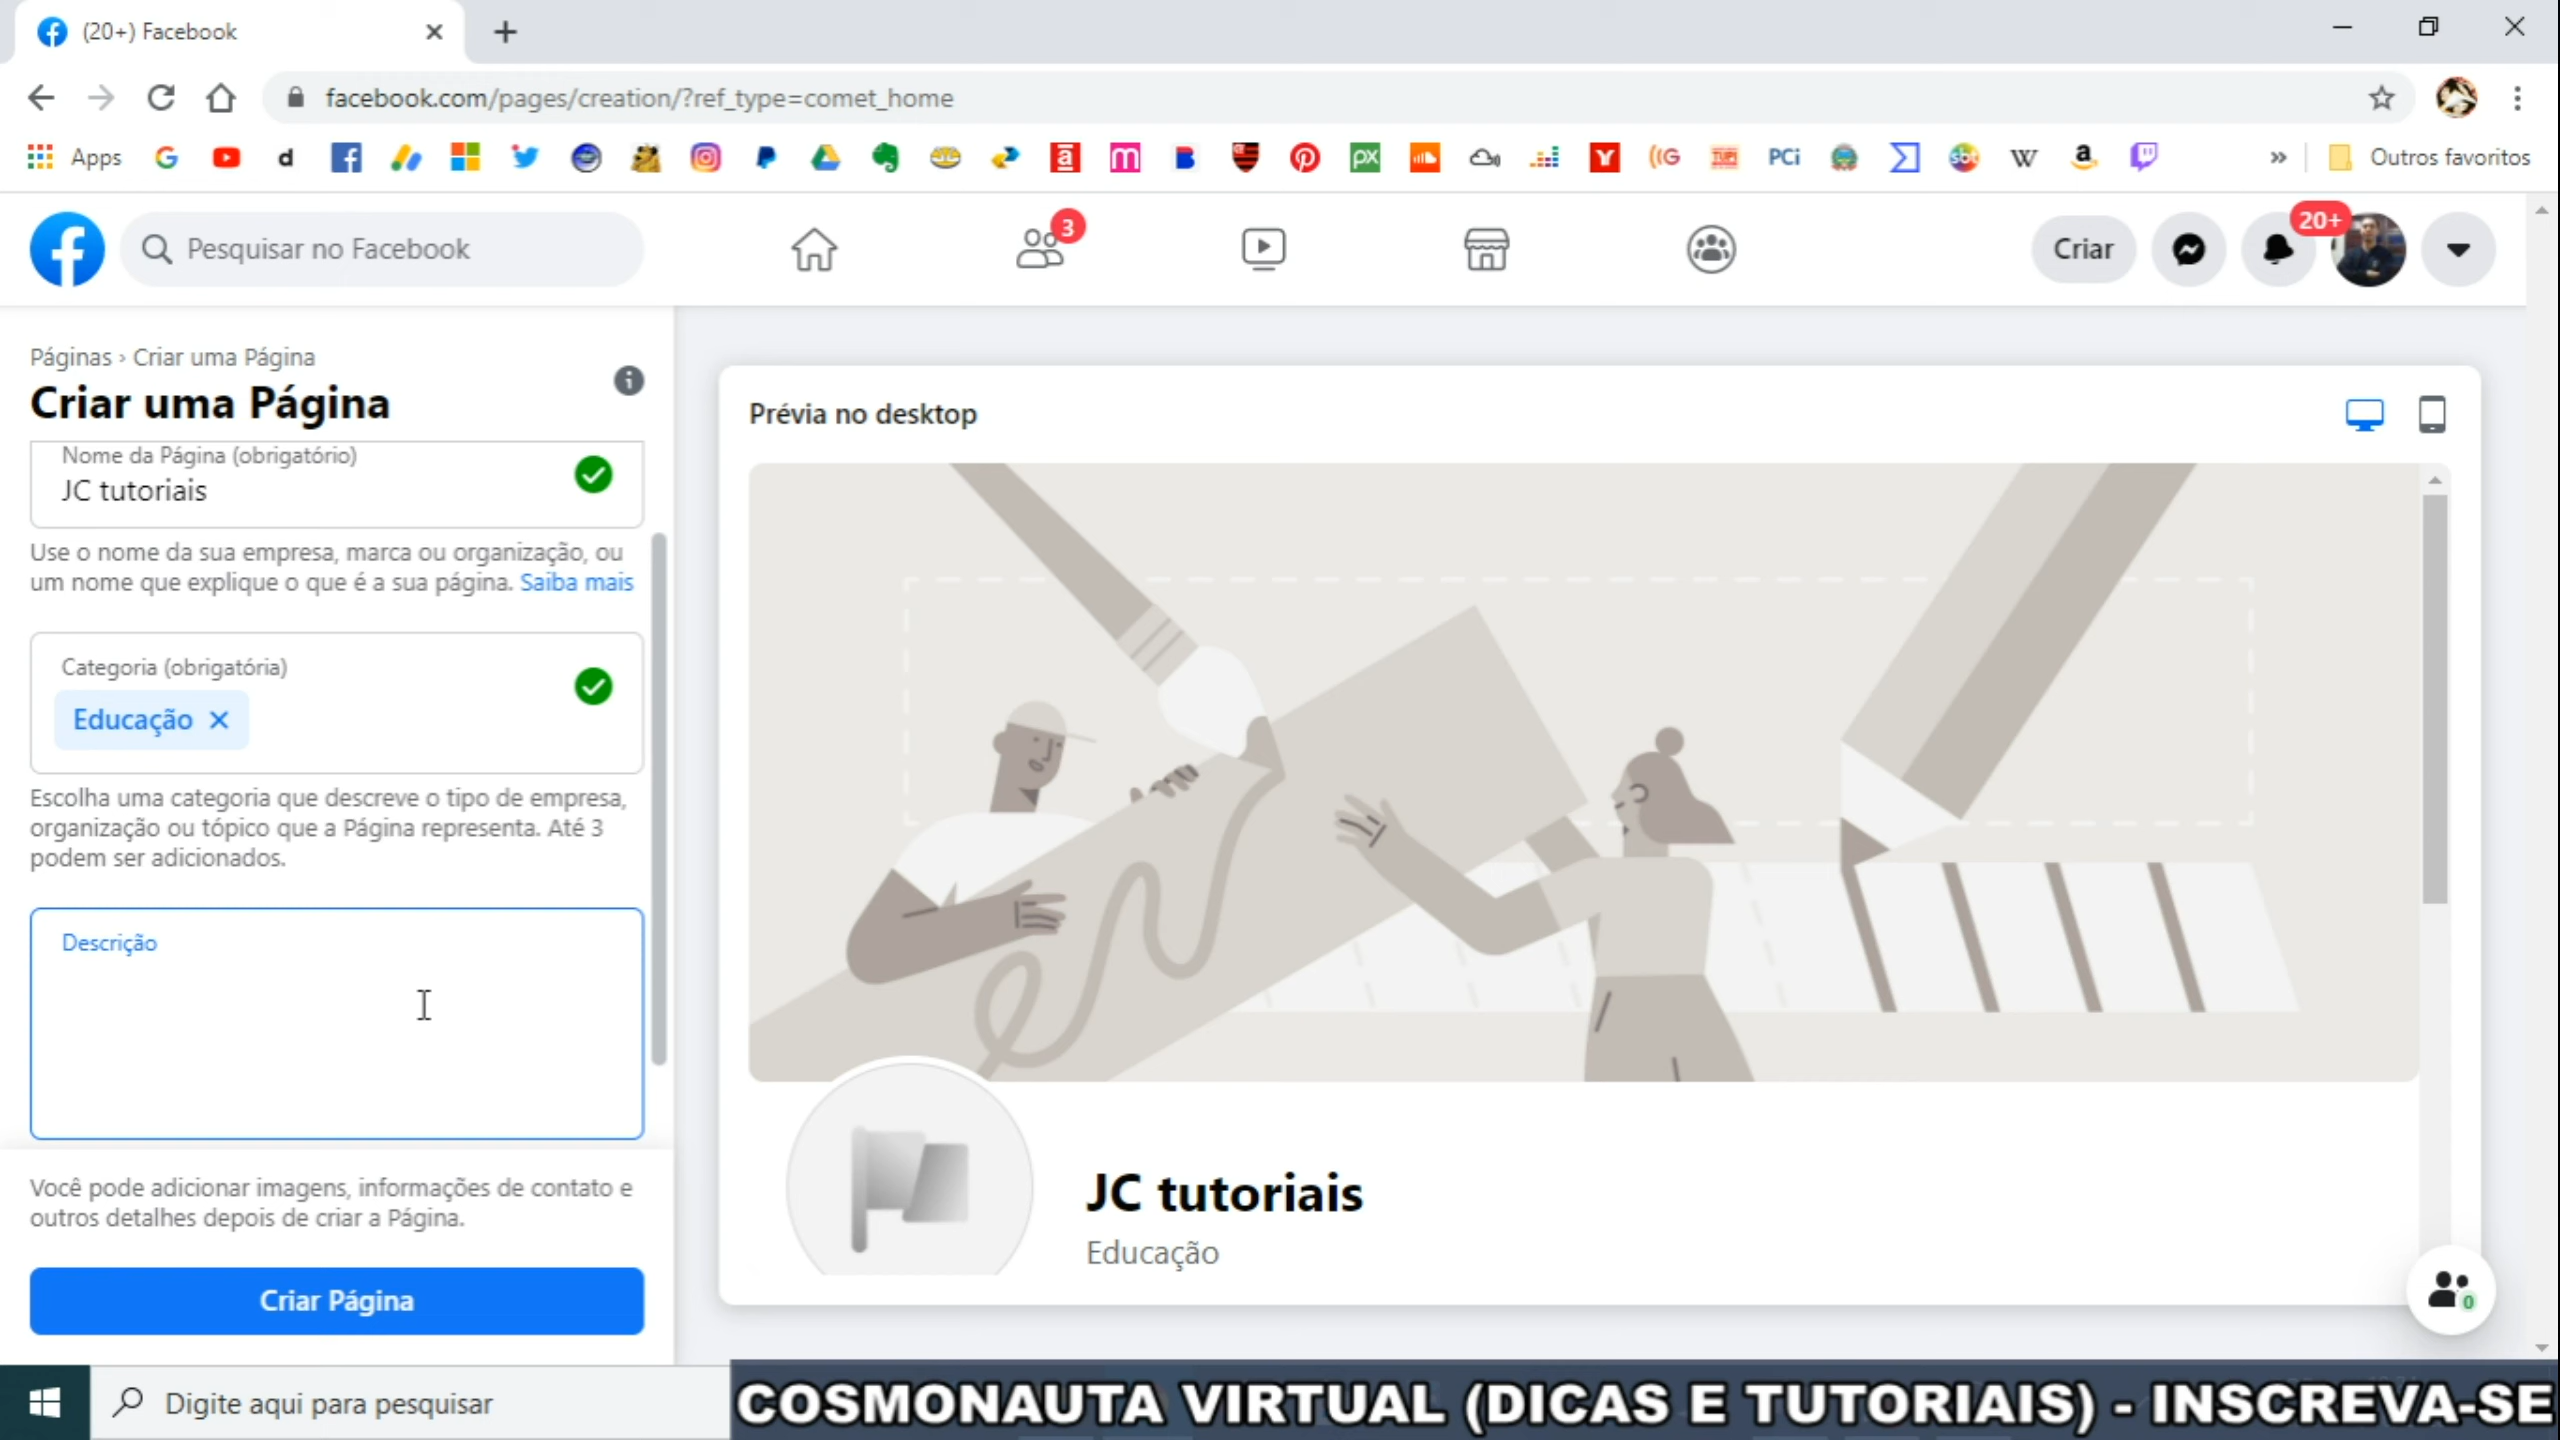 (20+) Facebook
facebook.com/pages/creation/?ref_type=comet_home
Apps
Outros favoritos
Pesquisar no Facebook
3
Criar
20+
Páginas › Criar uma Página
Criar uma Página
Nome da Página (obrigatório)
JC tutoriais
Use o nome da sua empresa, marca ou organização, ou
um nome que explique o que é a sua página. Saiba mais
Categoria (obrigatória)
Educação
Escolha uma categoria que descreve o tipo de empresa,
organização ou tópico que a Página representa. Até 3
podem ser adicionados.
Descrição
Você pode adicionar imagens, informações de contato e
outros detalhes depois de criar a Página.
Criar Página
Prévia no desktop
JC tutoriais
Educação
0
Digite aqui para pesquisar
COSMONAUTA VIRTUAL (DICAS E TUTORIAIS) - INSCREVA-SE